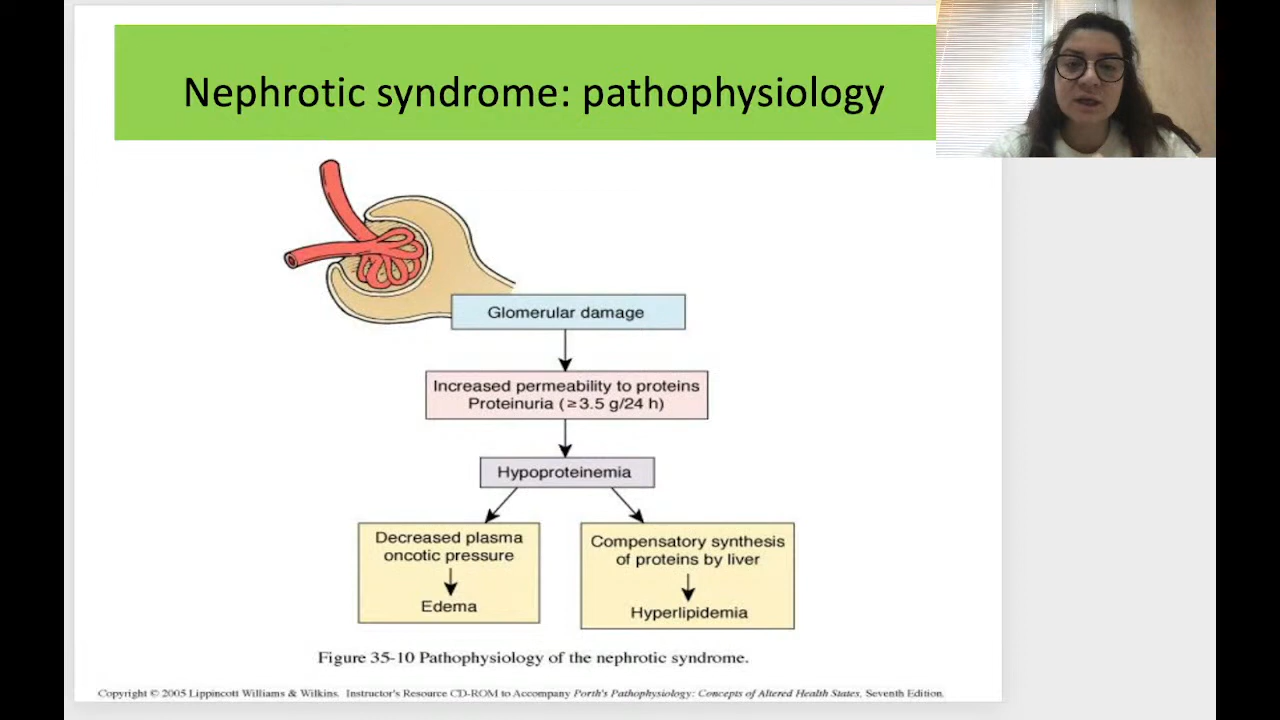 Nephrotic syndrome: pathophysiology
Glomerular damage
Increased permeability to proteins
Proteinuria (≥3.5 g/24 h)
Hypoproteinemia
Decreased plasma
oncotic pressure
Edema
Compensatory synthesis
of proteins by liver
Hyperlipidemia
Figure 35-10 Pathophysiology of the nephrotic syndrome.
Copyright © 2005 Lippincott Williams & Wilkins. Instructor's Resource CD-ROM to Accompany Porth's Pathophysiology: Concepts of Altered Health States, Seventh Edition.